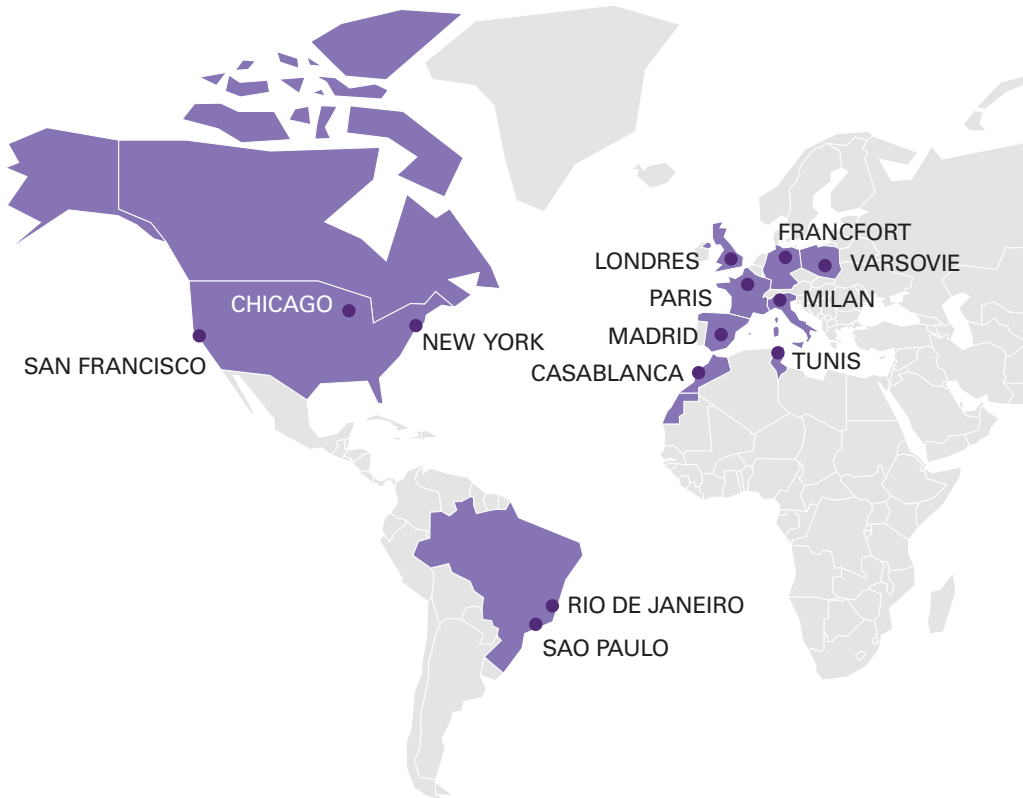 FRANCFORT
LONDRES
VARSOVIE
PARIS
MILAN
CHICAGO
MADRID
NEW YORK
TUNIS
SAN FRANCISCO
CASABLANCA
RIO DE JANEIRO
SAO PAULO